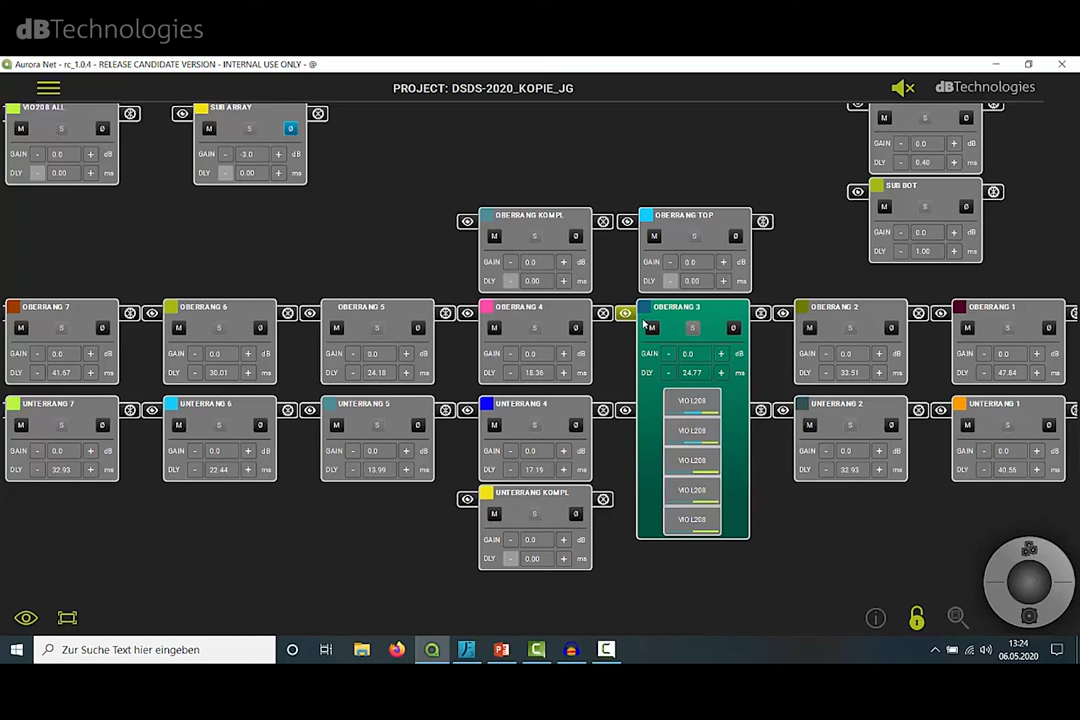 dBTechnologies
Aurora Net - rc_1.0.4 - RELEASE CANDIDATE VERSION - INTERNAL USE ONLY - @
PROJECT: DSDS-2020_KOPIE_JG
dBTechnologies
VIO208 ALL
M S Ø
GAIN - 0.0 + dB
DLY - 0.00 + ms
SUB ARRAY
M S Ø
GAIN - -3.0 + dB
DLY - 0.00 + ms
M S Ø
GAIN - 0.0 + dB
DLY - 0.40 + ms
SUB BOT
M S Ø
GAIN - 0.0 + dB
DLY - 1.00 + ms
OBERRANG KOMPL
M S Ø
GAIN - 0.0 + dB
DLY - 0.00 + ms
OBERRANG TOP
M S Ø
GAIN - 0.0 + dB
DLY - 0.00 + ms
OBERRANG 7
M S Ø
GAIN - 0.0 + dB
DLY - 41.67 + ms
OBERRANG 6
M S Ø
GAIN - 0.0 + dB
DLY - 30.01 + ms
OBERRANG 5
M S Ø
GAIN - 0.0 + dB
DLY - 24.18 + ms
OBERRANG 4
M S Ø
GAIN - 0.0 + dB
DLY - 18.36 + ms
OBERRANG 3
M S Ø
GAIN - 0.0 + dB
DLY - 24.77 + ms
VIOL208
VIOL208
VIOL208
VIOL208
VIOL208
OBERRANG 2
M S Ø
GAIN - 0.0 + dB
DLY - 33.51 + ms
OBERRANG 1
M S Ø
GAIN - 0.0 + dB
DLY - 47.84 + ms
UNTERRANG 7
M S Ø
GAIN - 0.0 + dB
DLY - 32.93 + ms
UNTERRANG 6
M S Ø
GAIN - 0.0 + dB
DLY - 22.44 + ms
UNTERRANG 5
M S Ø
GAIN - 0.0 + dB
DLY - 13.99 + ms
UNTERRANG 4
M S Ø
GAIN - 0.0 + dB
DLY - 17.19 + ms
UNTERRANG 2
M S Ø
GAIN - 0.0 + dB
DLY - 32.93 + ms
UNTERRANG 1
M S Ø
GAIN - 0.0 + dB
DLY - 40.56 + ms
UNTERRANG KOMPL
M S Ø
GAIN - 0.0 + dB
DLY - 0.00 + ms
Zur Suche Text hier eingeben
13:24
06.05.2020